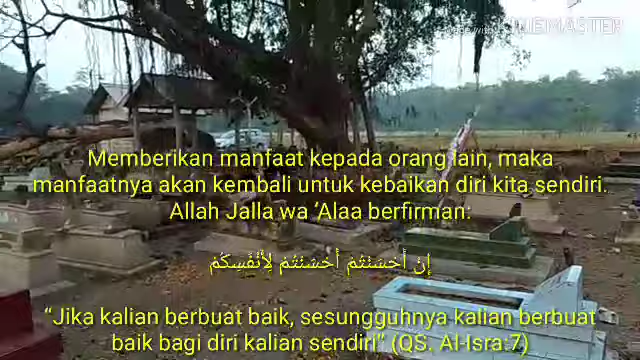 KINEMASTER
Memberikan manfaat kepada orang lain, maka
manfaatnya akan kembali untuk kebaikan diri kita sendiri.
Allah Jalla wa ‘Alaa berfirman:
إِنْ أَحْسَنْتُمْ أَحْسَنْتُمْ لِأَنْفُسِكُمْ
“Jika kalian berbuat baik, sesungguhnya kalian berbuat
baik bagi diri kalian sendiri” (QS. Al-Isra:7)